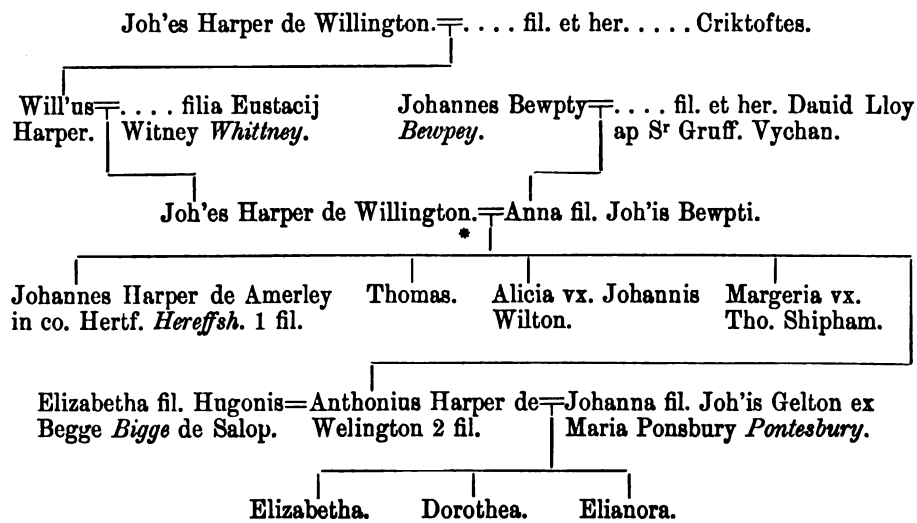 Joh'es Harper de Willington. . . . . fil. et her. . . . . Criktoftes.
Will'us . . . . filia Eustacij
Harper. Witney Whittney.
Johannes Bewpty . . . . fil. et her. Dauid Lloy
Bewpey. ap Sr Gruff. Vychan.
Joh'es Harper de Willington. Anna fil. Joh'is Bewpti.
*
Johannes Harper de Amerley
in co. Hertf. Hereffsh. 1 fil.
Thomas.
Alicia vx. Johannis
Wilton.
Margeria vx.
Tho. Shipham.
Elizabetha fil. Hugonis=Anthonius Harper de Johanna fil. Joh'is Gelton ex
Begge Bigge de Salop. Welington 2 fil. Maria Ponsbury Pontesbury.
Elizabetha. Dorothea. Elianora.